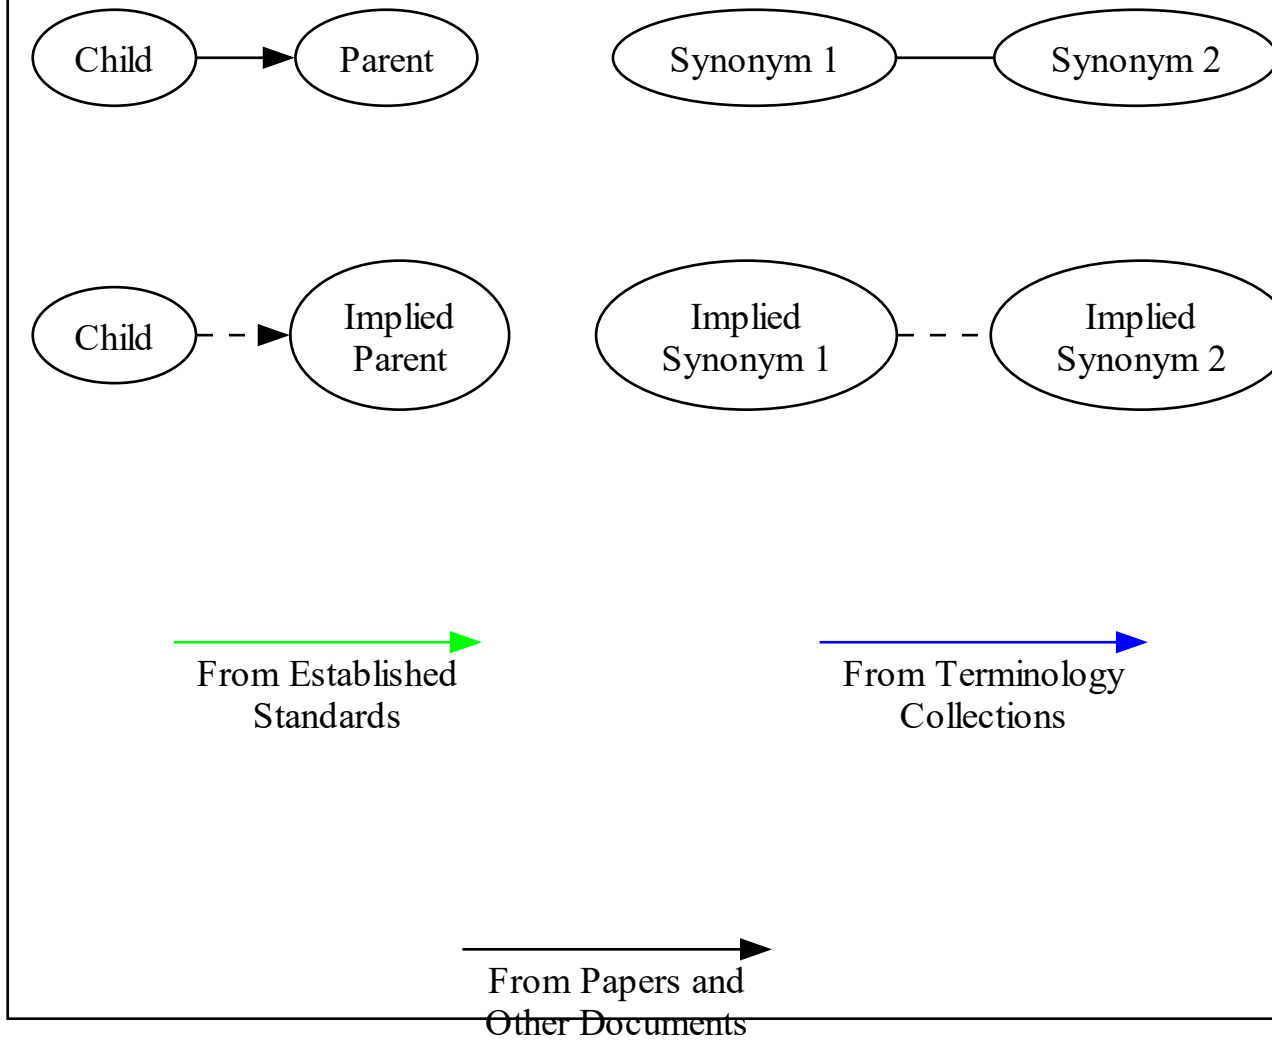 Child
Parent
Synonym 1
Synonym 2
Child
Implied
Parent
Implied
Synonym 1
Implied
Synonym 2
From Established
Standards
From Terminology
Collections
From Papers and
Other Documents